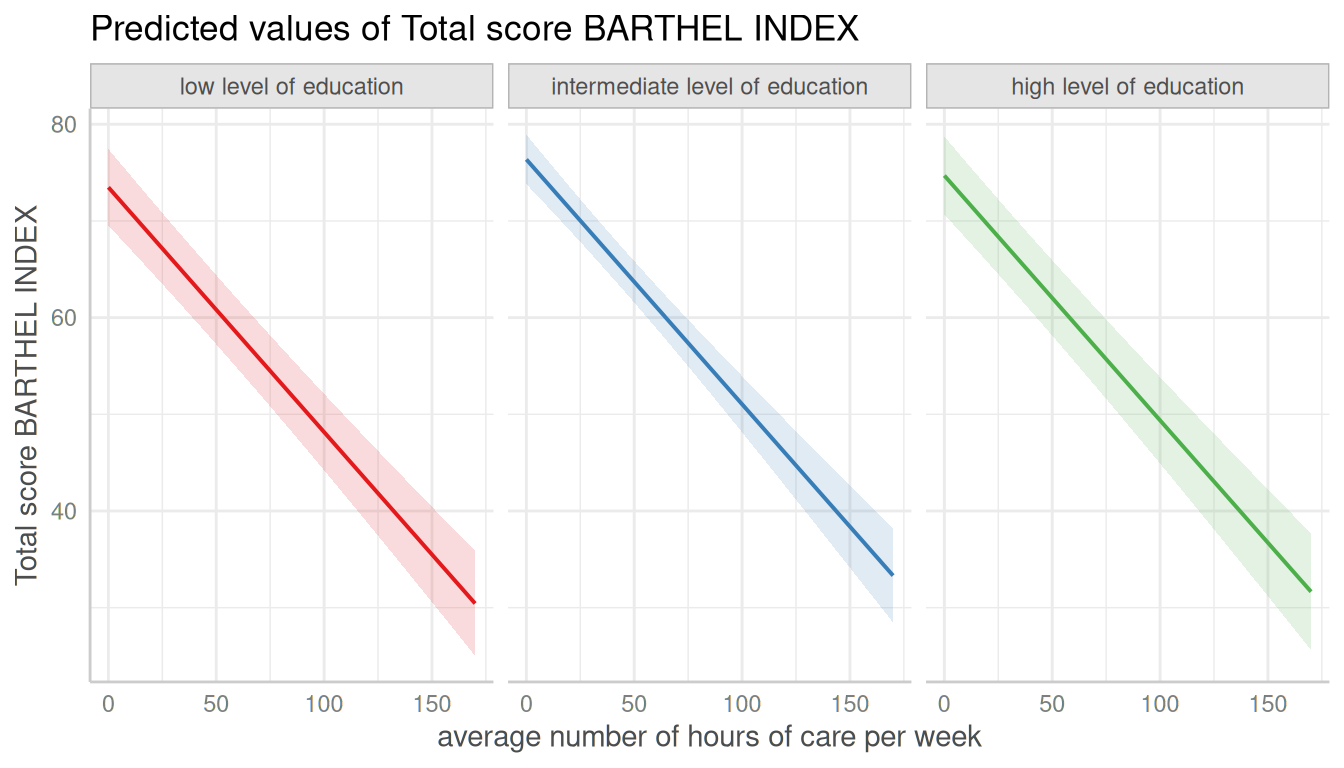 Predicted values of Total score BARTHEL INDEX
low level of education
intermediate level of education
high level of education
Total score BARTHEL INDEX
80
60
40
0 50 100 150
0 50 100 150
0 50 100 150
average number of hours of care per week